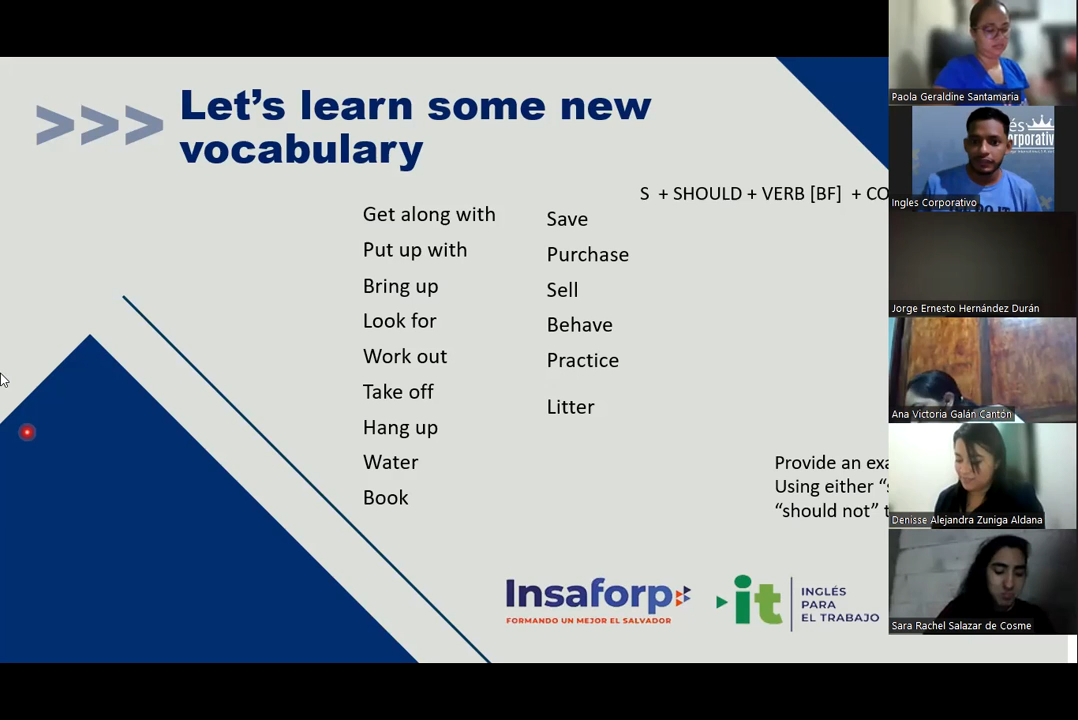 >>> Let's learn some new
vocabulary
S + SHOULD + VERB [BF] + CO
Get along with
Put up with
Bring up
Look for
Work out
Take off
Hang up
Water
Book
Save
Purchase
Sell
Behave
Practice
Litter
Provide an exa
Using either “s
“should not” t
Insaforp
FORMANDO UN MEJOR EL SALVADOR
it
INGLÉS
PARA
EL TRABAJO
Paola Geraldine Santamaria
és
orporativ
Ingles Corporativo
Jorge Ernesto Hernández Durán
Ana Victoria Galán Cantón
Denisse Alejandra Zuniga Aldana
Sara Rachel Salazar de Cosme